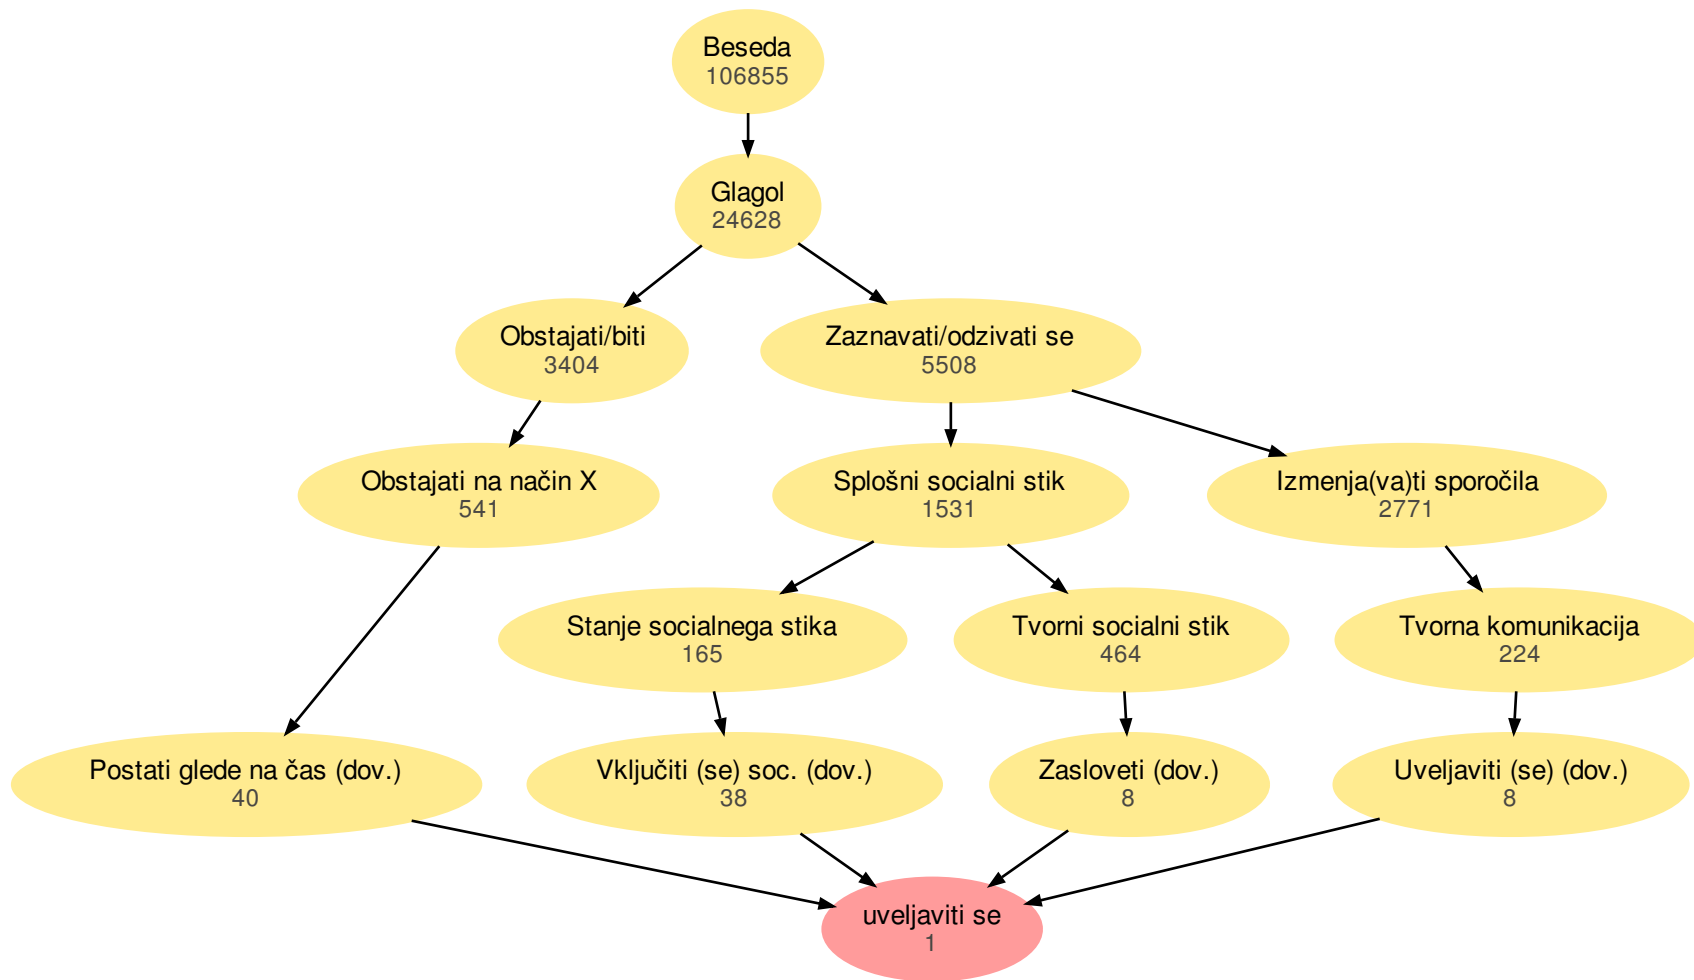 Beseda
106855
Glagol
24628
Obstajati/biti
3404
Zaznavati/odzivati se
5508
Obstajati na način X
541
Splošni socialni stik
1531
Izmenja(va)ti sporočila
2771
Stanje socialnega stika
165
Tvorni socialni stik
464
Tvorna komunikacija
224
Postati glede na čas (dov.)
40
Vključiti (se) soc. (dov.)
38
Zasloveti (dov.)
8
Uveljaviti (se) (dov.)
8
uveljaviti se
1